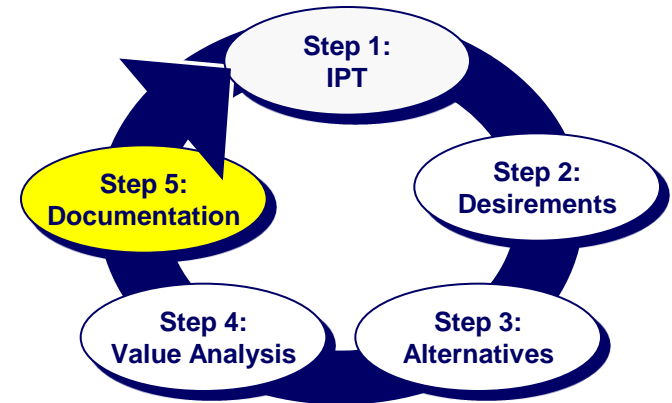 Step 1:
IPT
Step 2:
Desirements
Step 3:
Alternatives
Step 4:
Value Analysis
Step 5:
Documentation